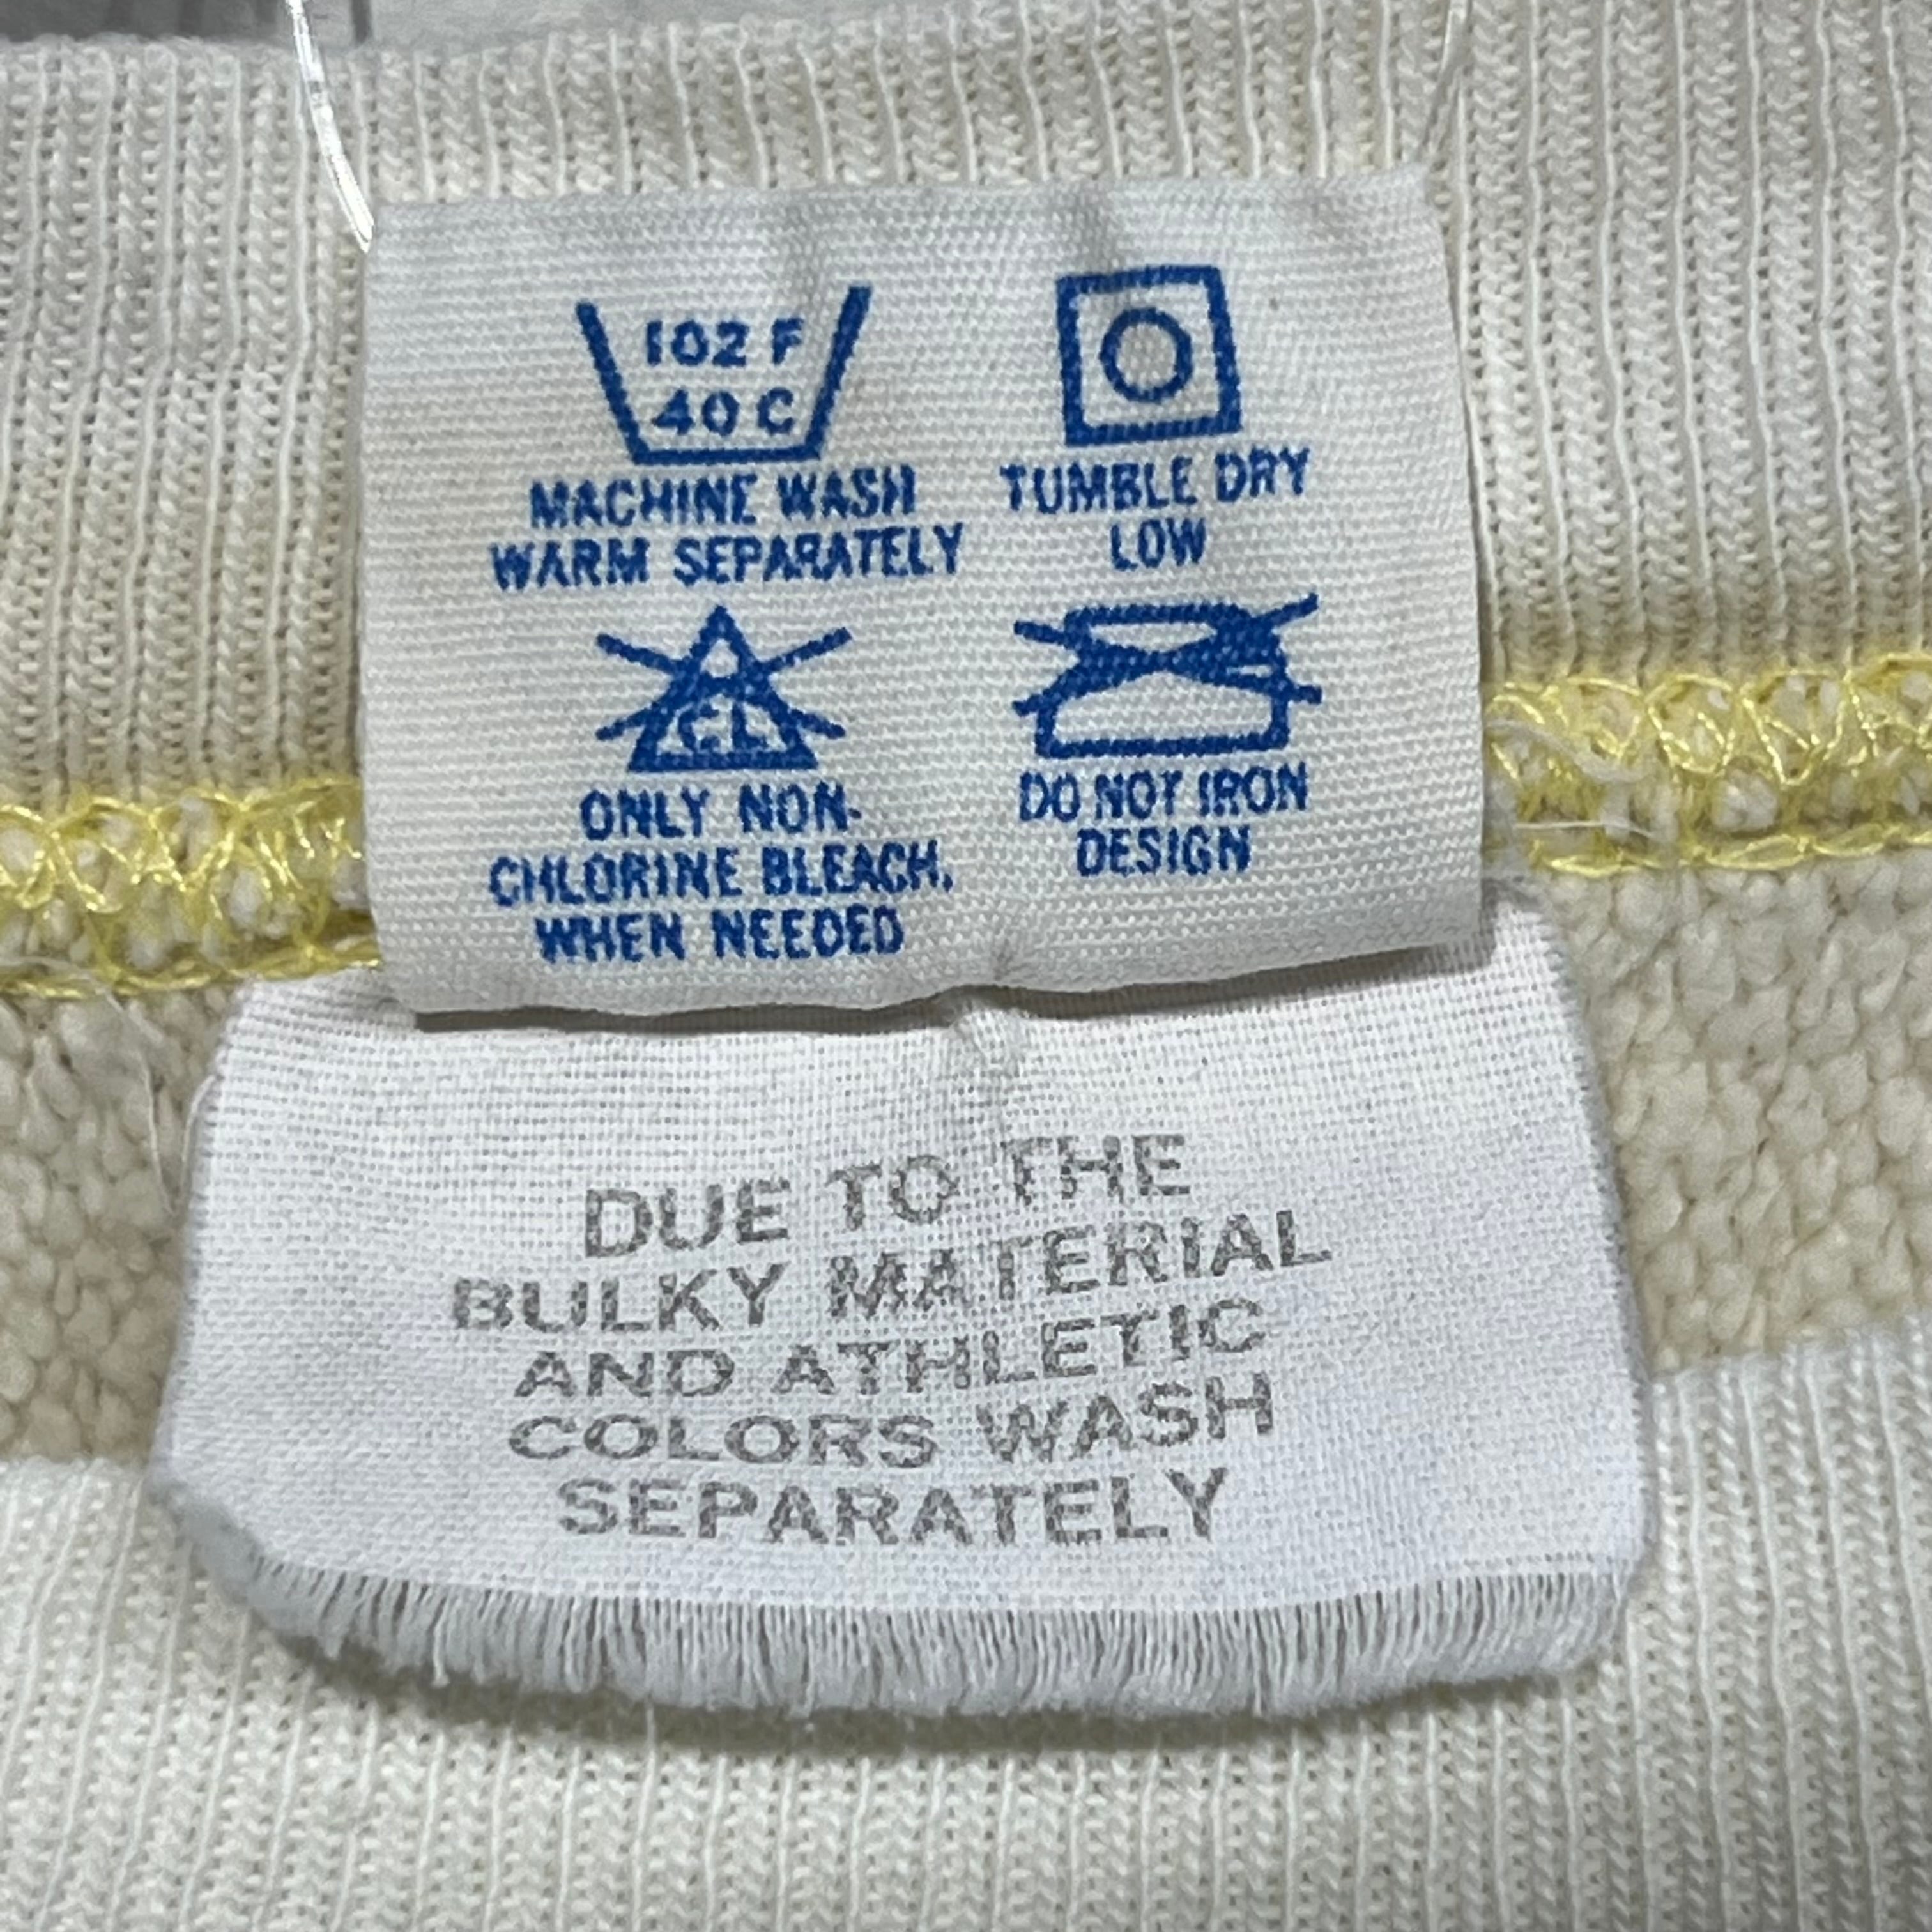 102 F
40 C
MACHINE WASH
WARM SEPARATELY
TUMBLE DRY
LOW
CL
ONLY NON-
CHLORINE BLEACH,
WHEN NEEDED
DO NOT IRON
DESIGN
DUE TO THE
BULKY MATERIAL
AND ATHLETIC
COLORS WASH
SEPARATELY